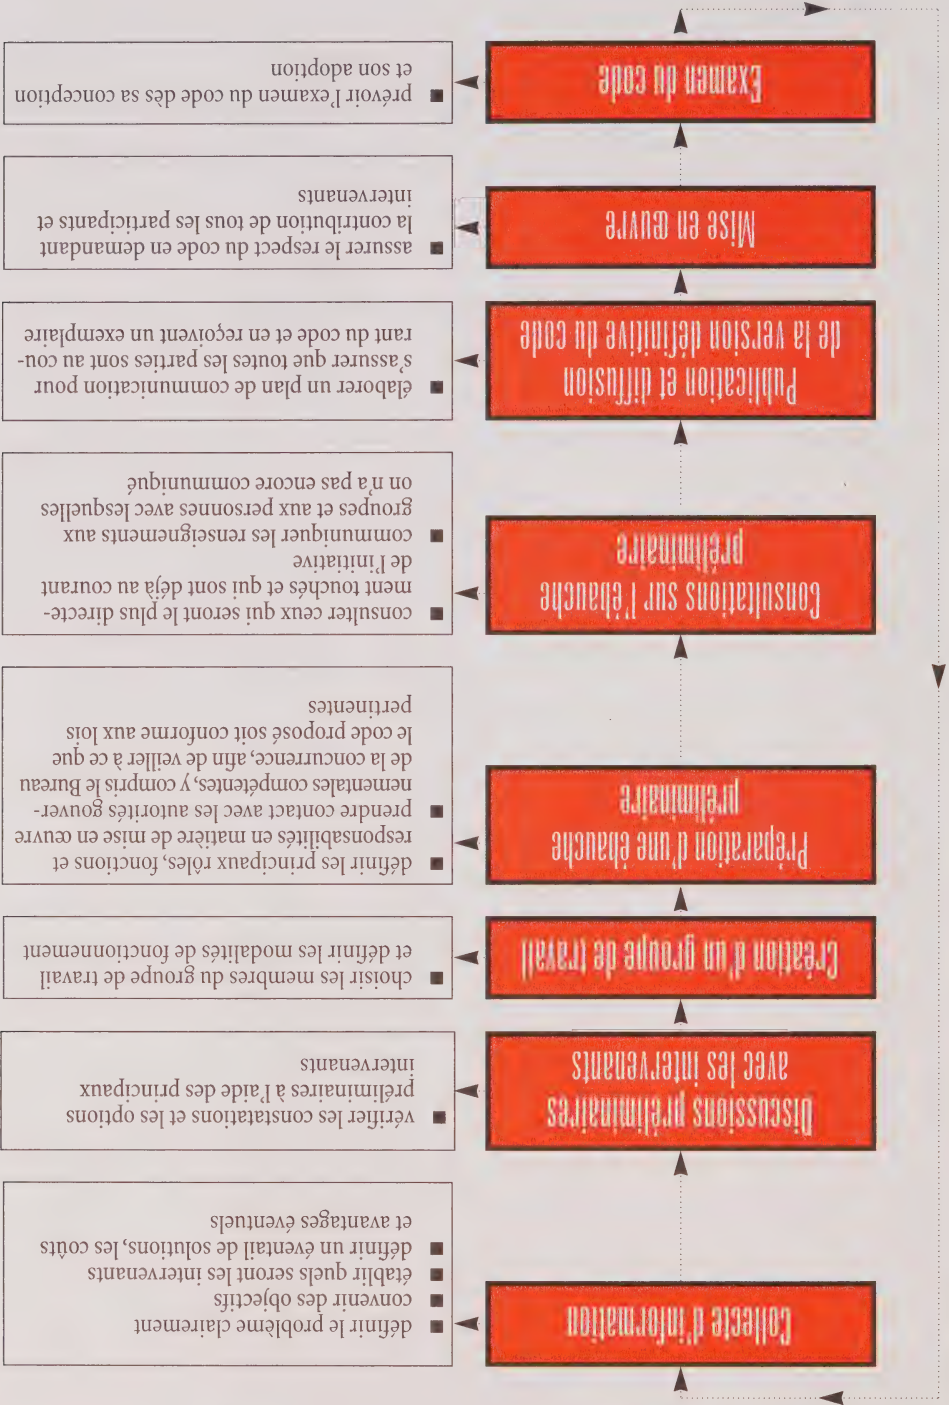 Collecte d'information
■ définir le problème clairement
■ convenir des objectifs
■ établir quels seront les intervenants
■ définir un éventail de solutions, les coûts
et avantages éventuels
Discussions préliminaires
avec les intervenants
■ vérifier les constatations et les options
préliminaires à l'aide des principaux
intervenants
Création d'un groupe de travail
■ choisir les membres du groupe de travail
et définir les modalités de fonctionnement
Préparation d'une ébauche
préliminaire
■ définir les principaux rôles, fonctions et
responsabilités en matière de mise en œuvre
■ prendre contact avec les autorités gouver-
nementales compétentes, y compris le Bureau
de la concurrence, afin de veiller à ce que
le code proposé soit conforme aux lois
pertinentes
Consultations sur l'ébauche
préliminaire
■ consulter ceux qui seront le plus directe-
ment touchés et qui sont déjà au courant
de l'initiative
■ communiquer les renseignements aux
groupes et aux personnes avec lesquelles
on n'a pas encore communiqué
Publication et diffusion
de la version définitive du code
■ élaborer un plan de communication pour
s'assurer que toutes les parties sont au cou-
rant du code et en reçoivent un exemplaire
Mise en œuvre
■ assurer le respect du code en demandant
la contribution de tous les participants et
intervenants
Examen du code
■ prévoir l'examen du code dès sa conception
et son adoption